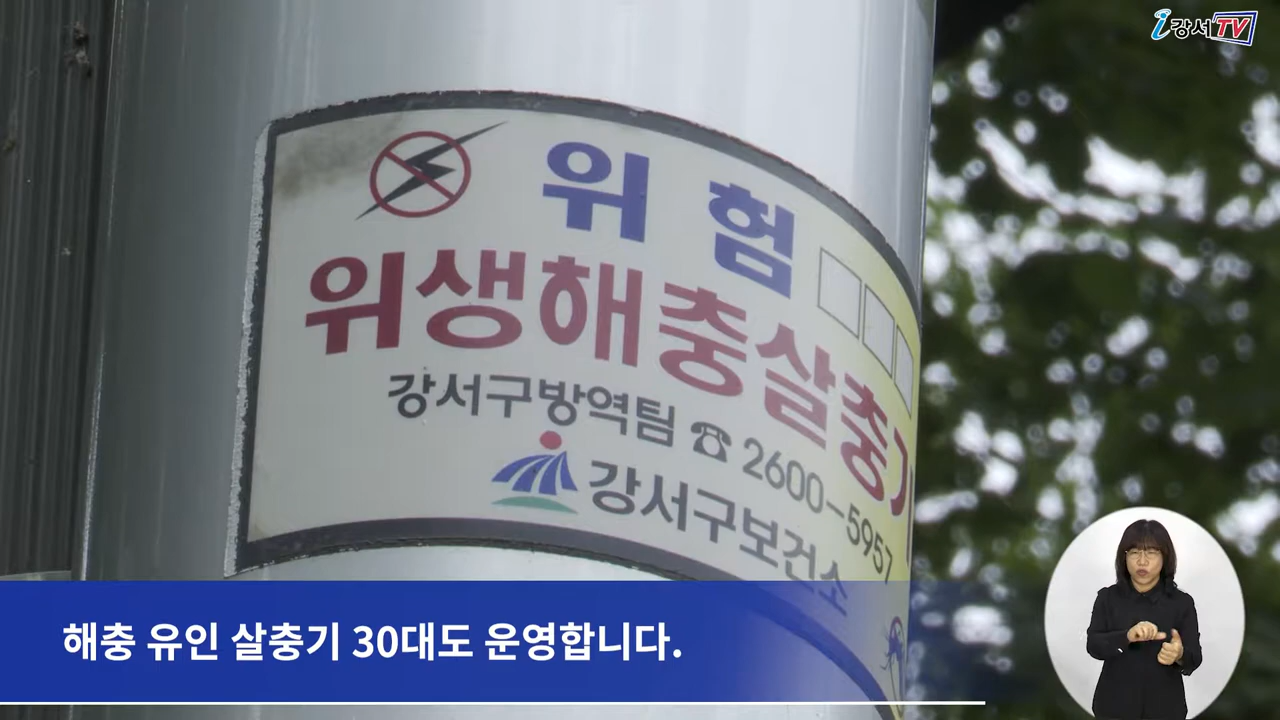 i강서TV
위 험
위생해충살충기
강서구방역팀 ☎ 2600-5957
강서구보건소
해충 유인 살충기 30대도 운영합니다.